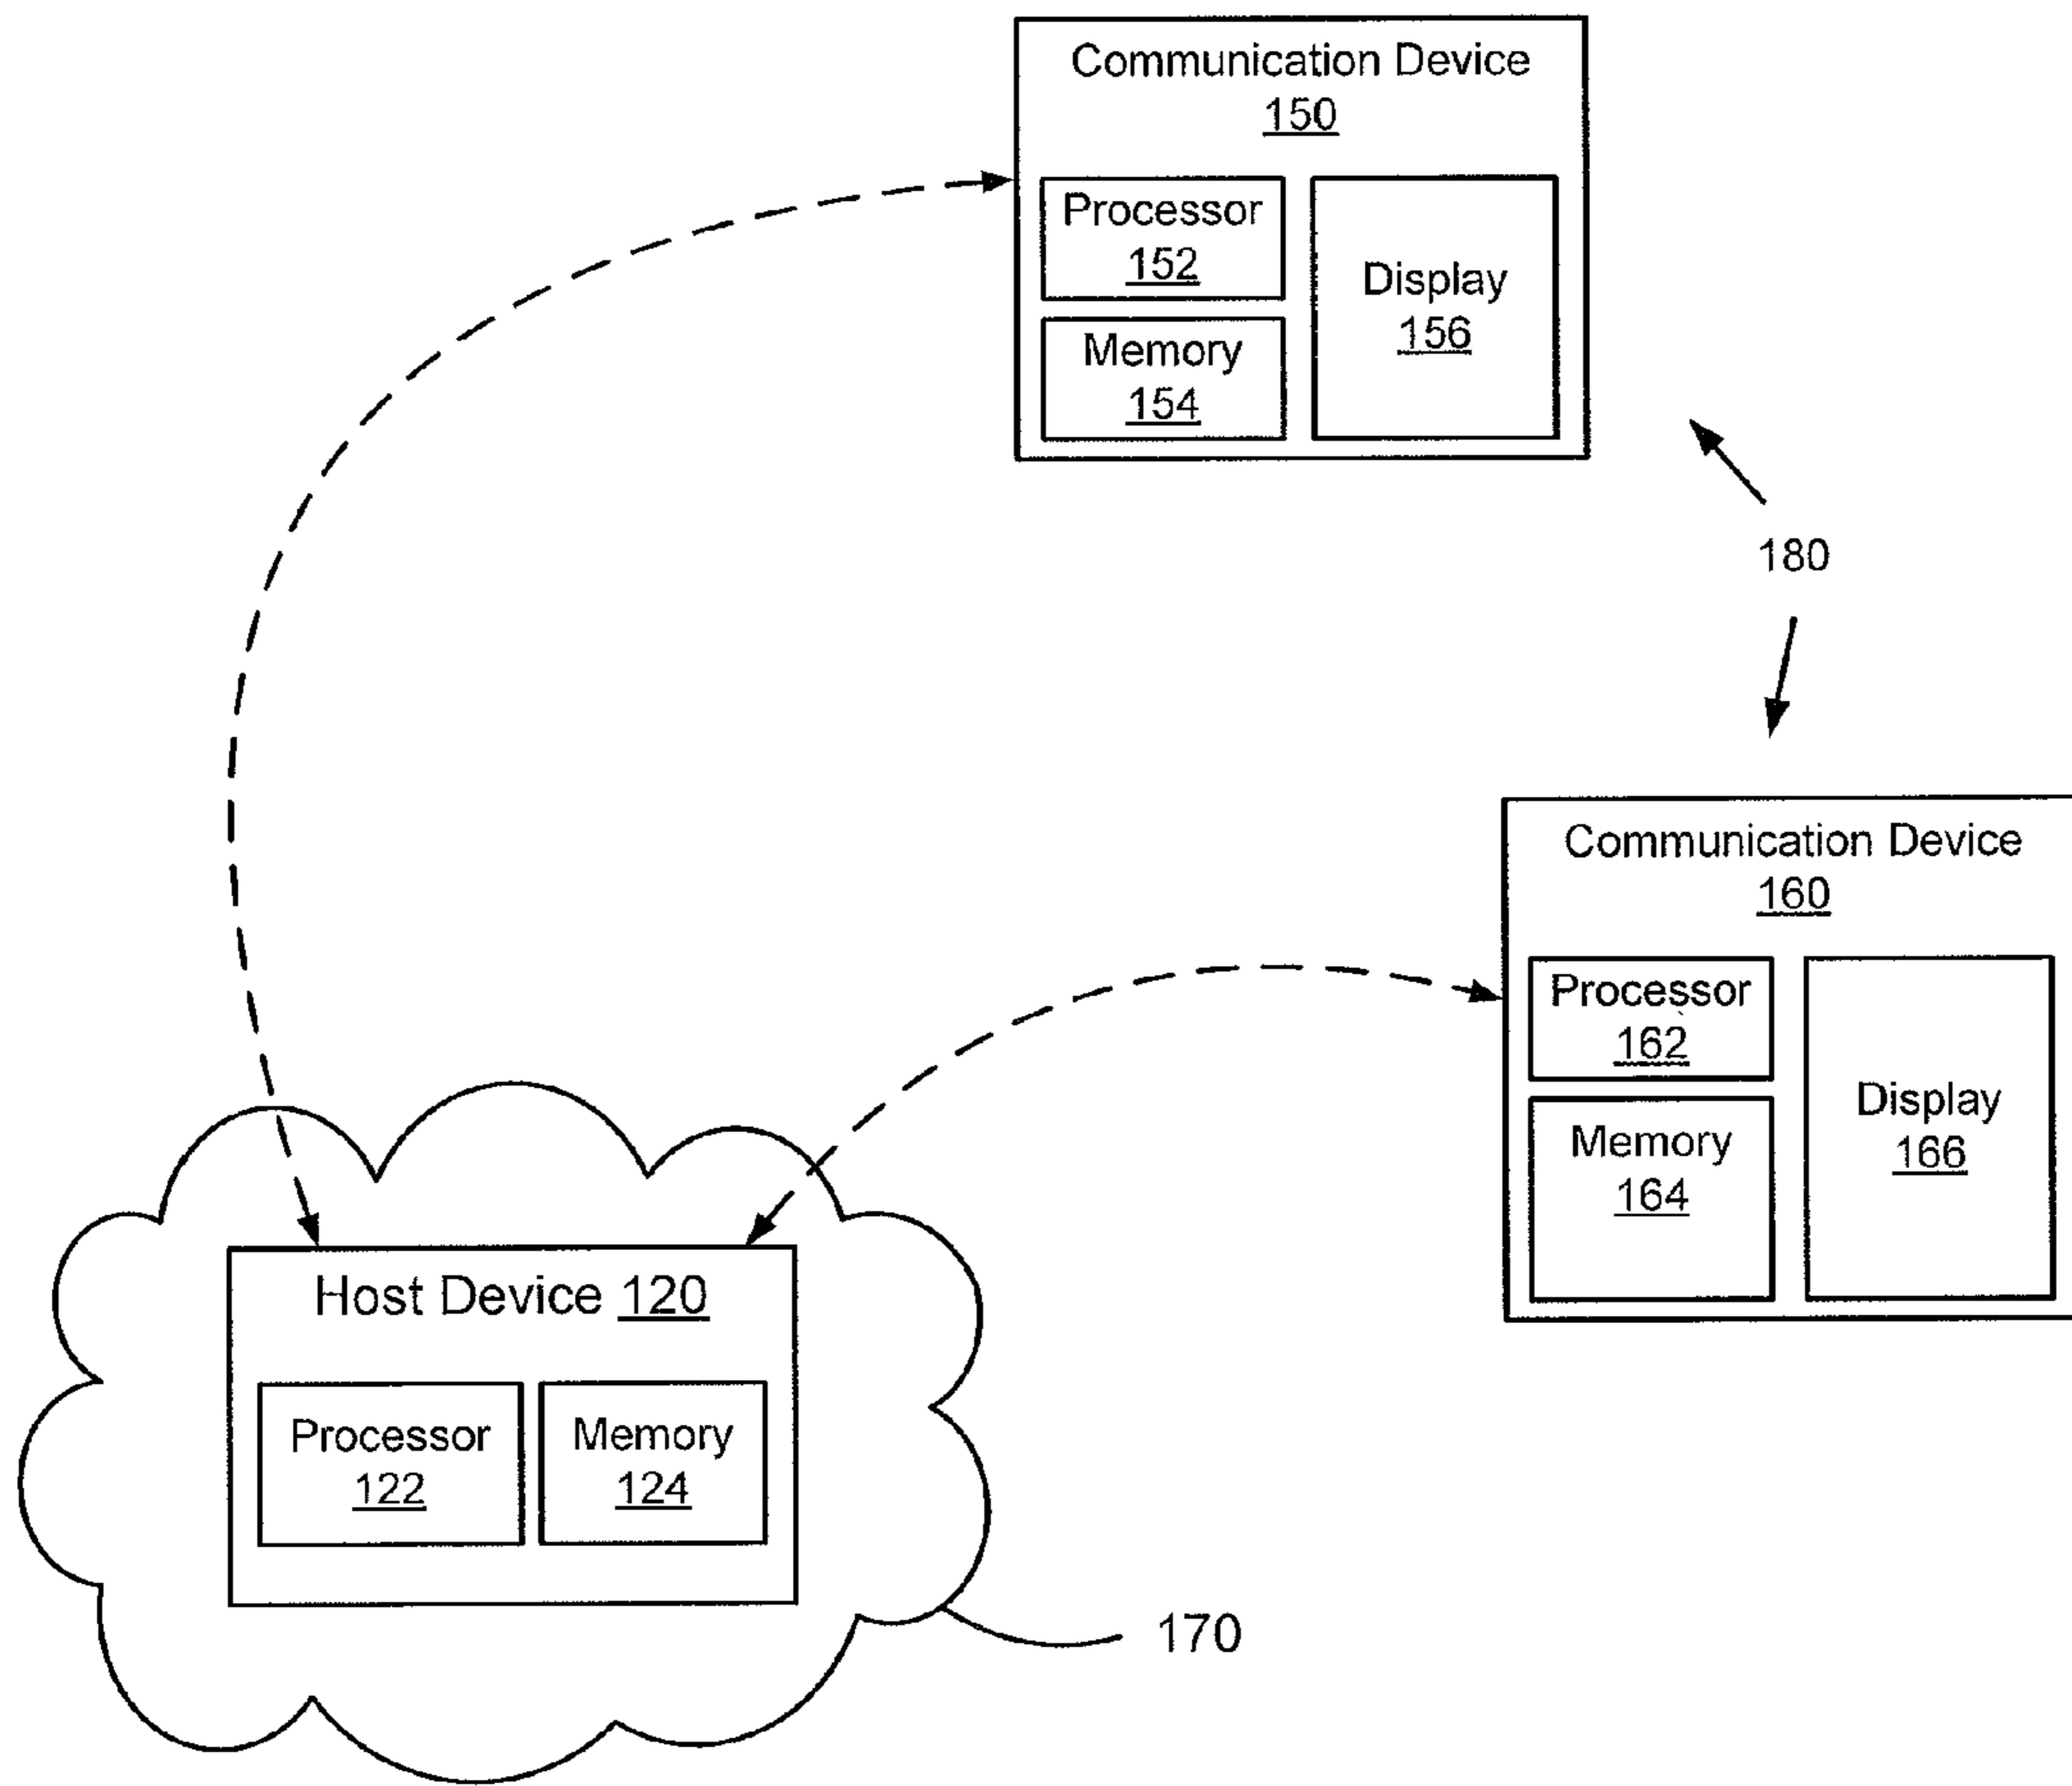 Communication Device
150
Processor
152
Memory
154
Display
156
180
Communication Device
160
Processor
162
Memory
164
Display
166
Host Device 120
Processor
122
Memory
124
170